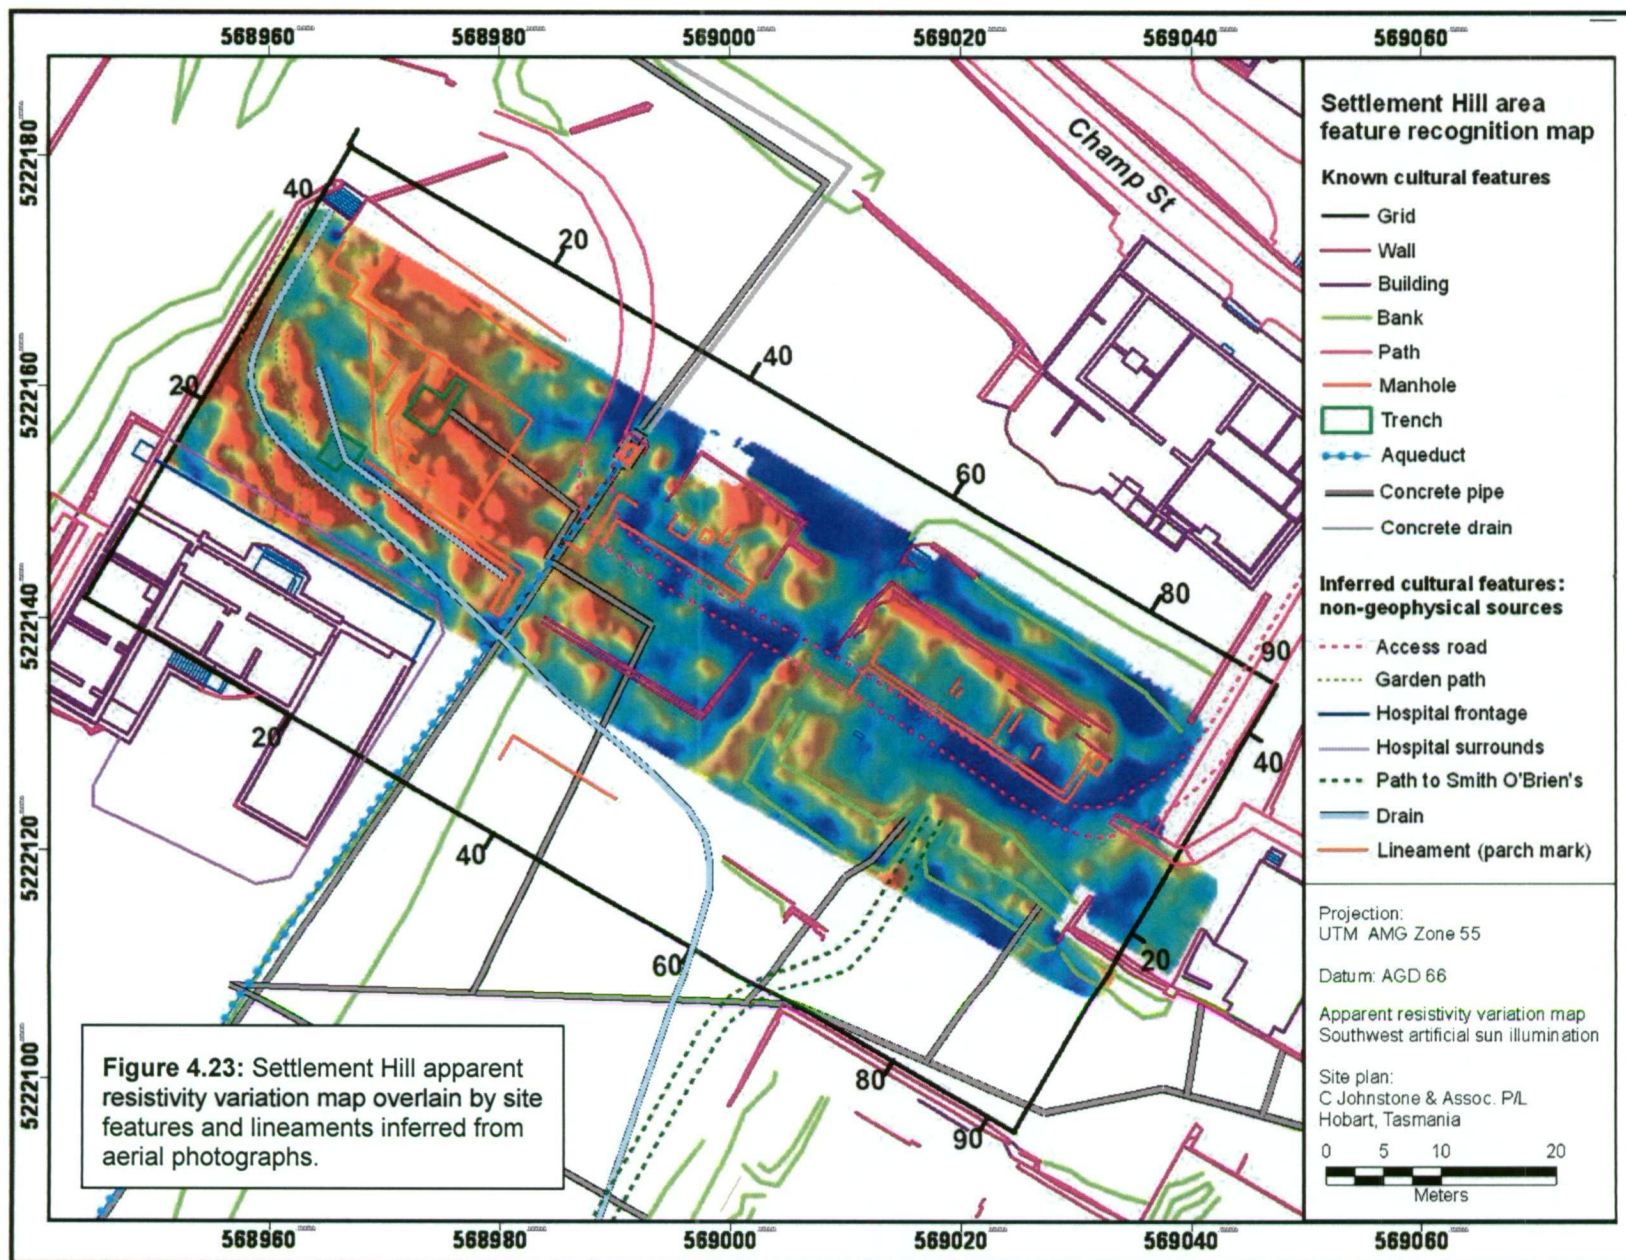 568960 568980 569000 569020 569040 569060
5222180
5222160
5222140
5222120
5222100
Champ St
40
20
20
40
60
80
90
40
20
20
40
60
80
90
Settlement Hill area
feature recognition map
Known cultural features
Grid
Wall
Building
Bank
Path
Manhole
Trench
Aqueduct
Concrete pipe
Concrete drain
Inferred cultural features:
non-geophysical sources
Access road
Garden path
Hospital frontage
Hospital surrounds
Path to Smith O'Brien's
Drain
Lineament (parch mark)
Projection:
UTM AMG Zone 55
Datum: AGD 66
Apparent resistivity variation map
Southwest artificial sun illumination
Site plan:
C Johnstone & Assoc. P/L
Hobart, Tasmania
0 5 10 20
Meters
Figure 4.23: Settlement Hill apparent
resistivity variation map overlain by site
features and lineaments inferred from
aerial photographs.
568960 568980 569000 569020 569040 569060